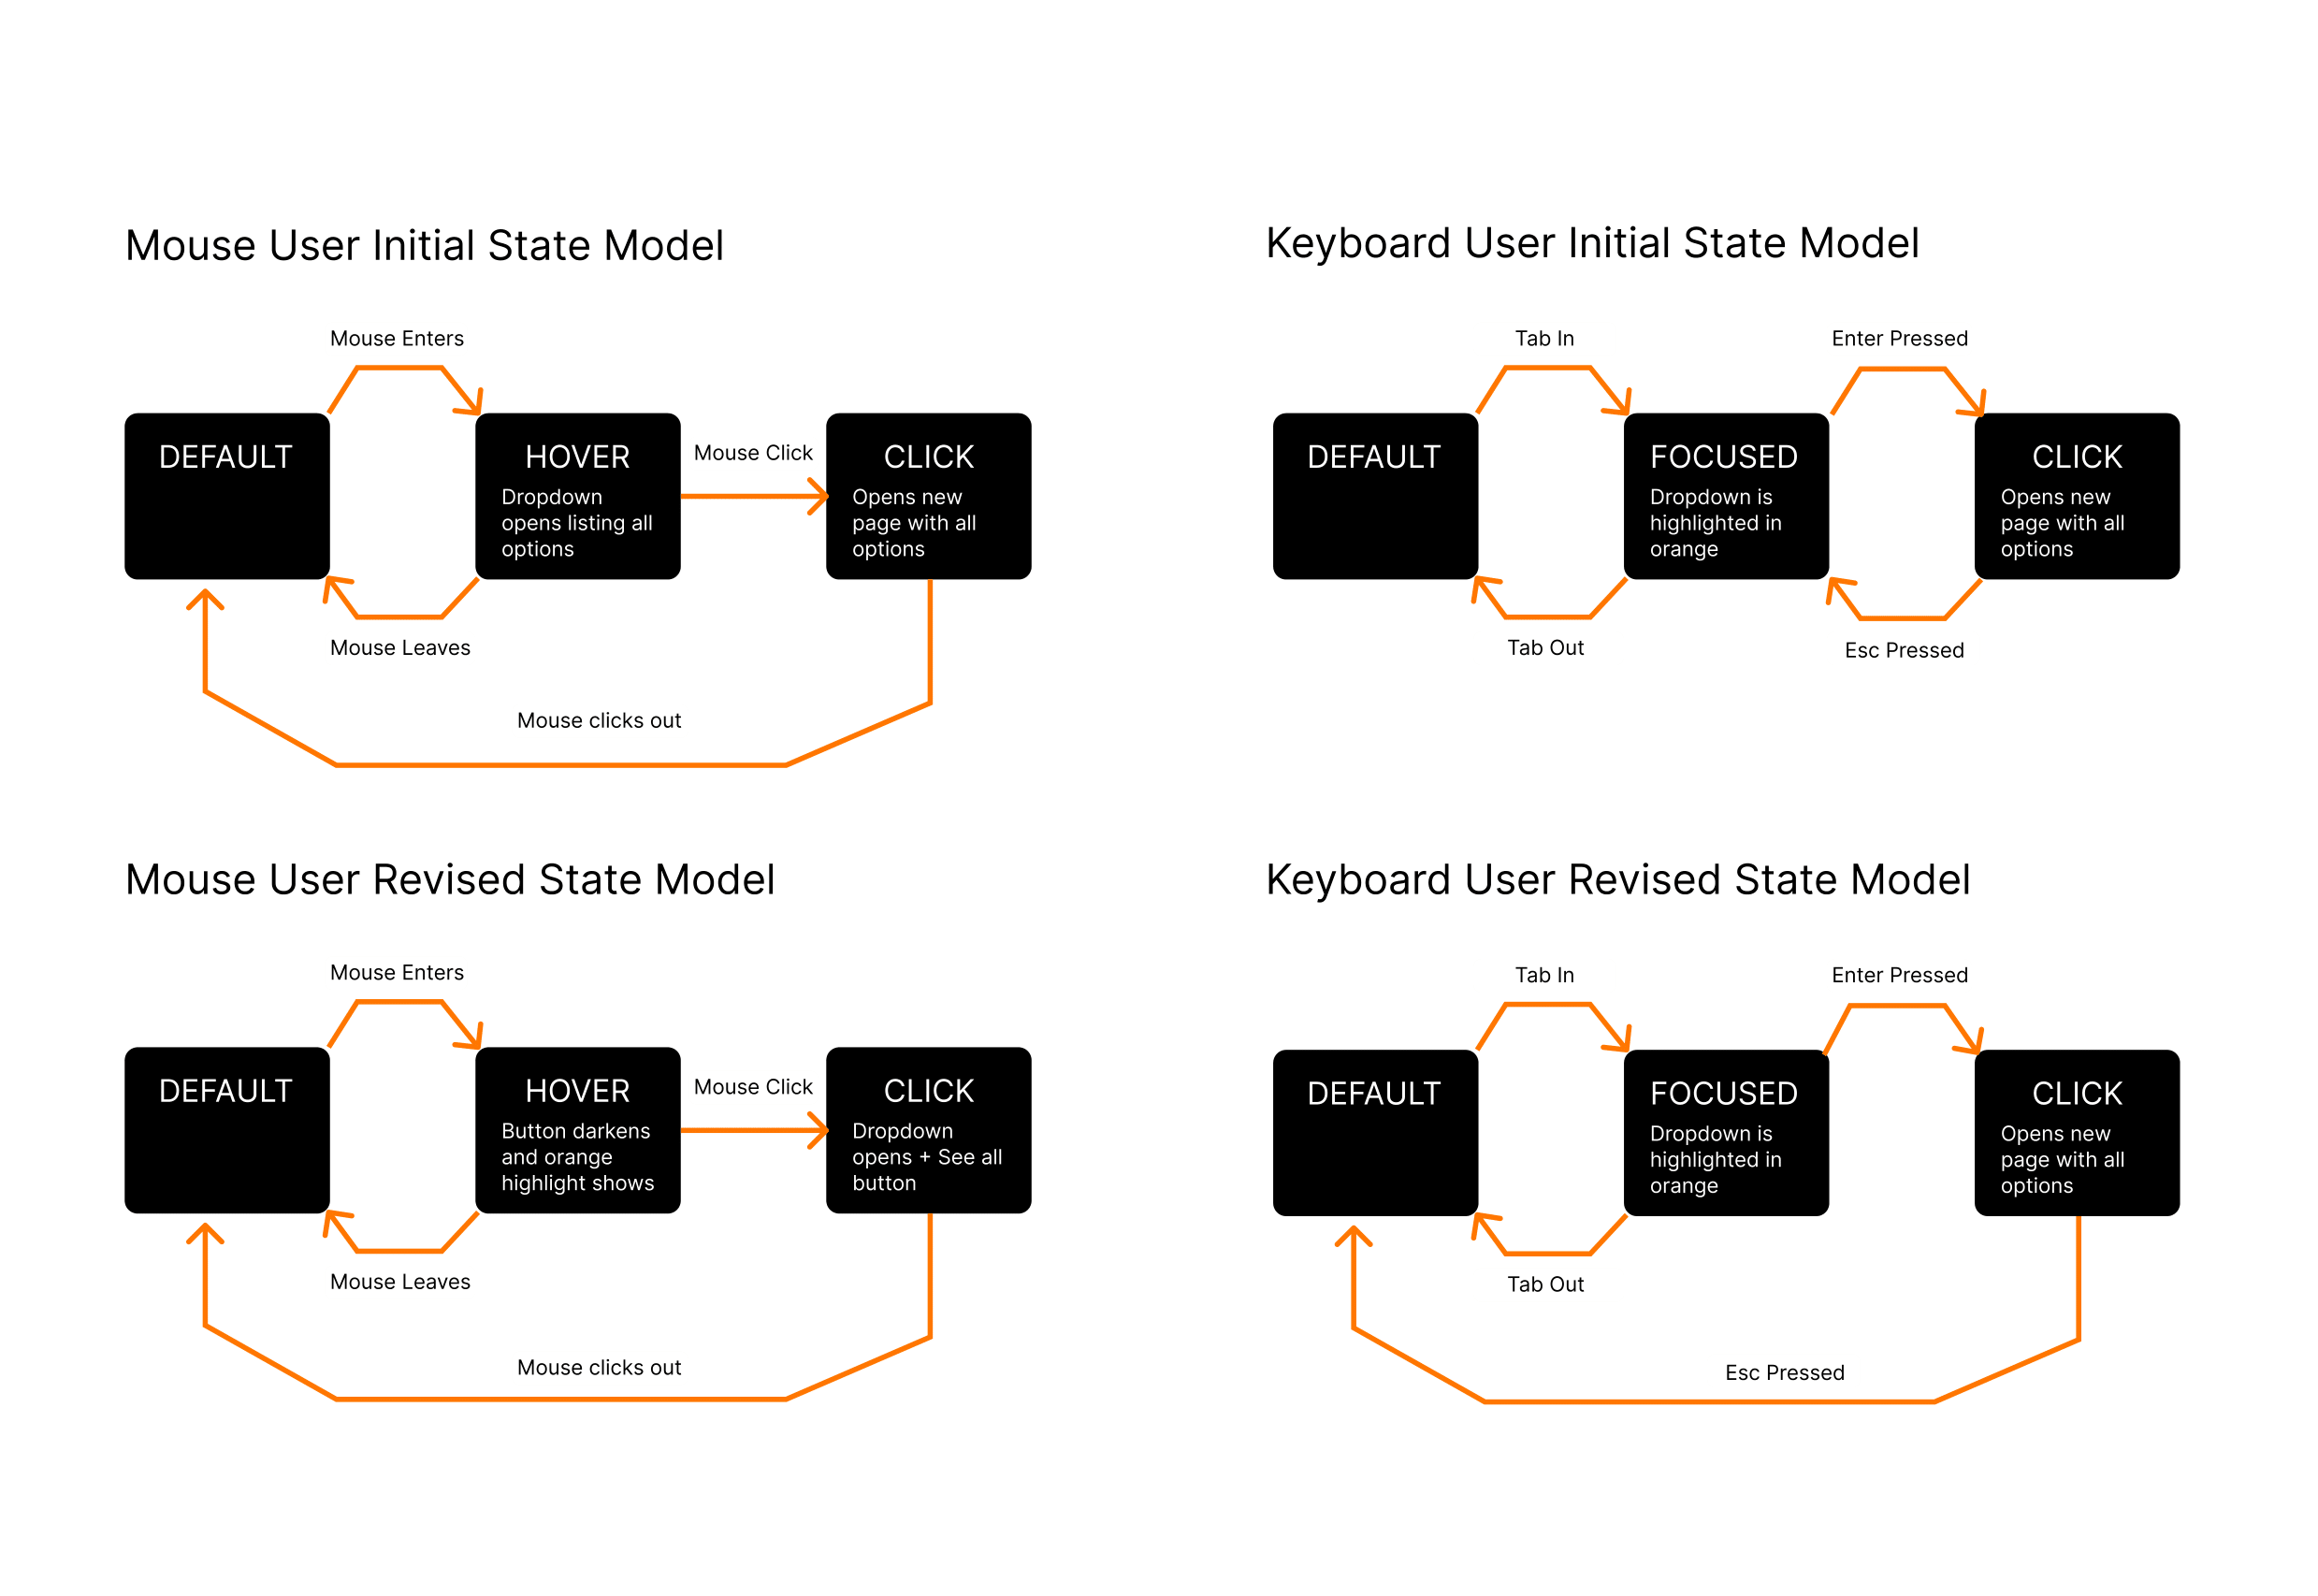 Mouse User Initial State Model
Mouse Enters
DEFAULT
HOVER
Dropdown
opens listing all
options
Mouse Click
CLICK
Opens new
page with all
options
Mouse Leaves
Mouse clicks out
Keyboard User Initial State Model
Tab In
Enter Pressed
DEFAULT
FOCUSED
Dropdown is
highlighted in
orange
CLICK
Opens new
page with all
options
Tab Out
Esc Pressed
Mouse User Revised State Model
Mouse Enters
DEFAULT
HOVER
Button darkens
and orange
highlight shows
Mouse Click
CLICK
Dropdown
opens + See all
button
Mouse Leaves
Mouse clicks out
Keyboard User Revised State Model
Tab In
Enter Pressed
DEFAULT
FOCUSED
Dropdown is
highlighted in
orange
CLICK
Opens new
page with all
options
Tab Out
Esc Pressed